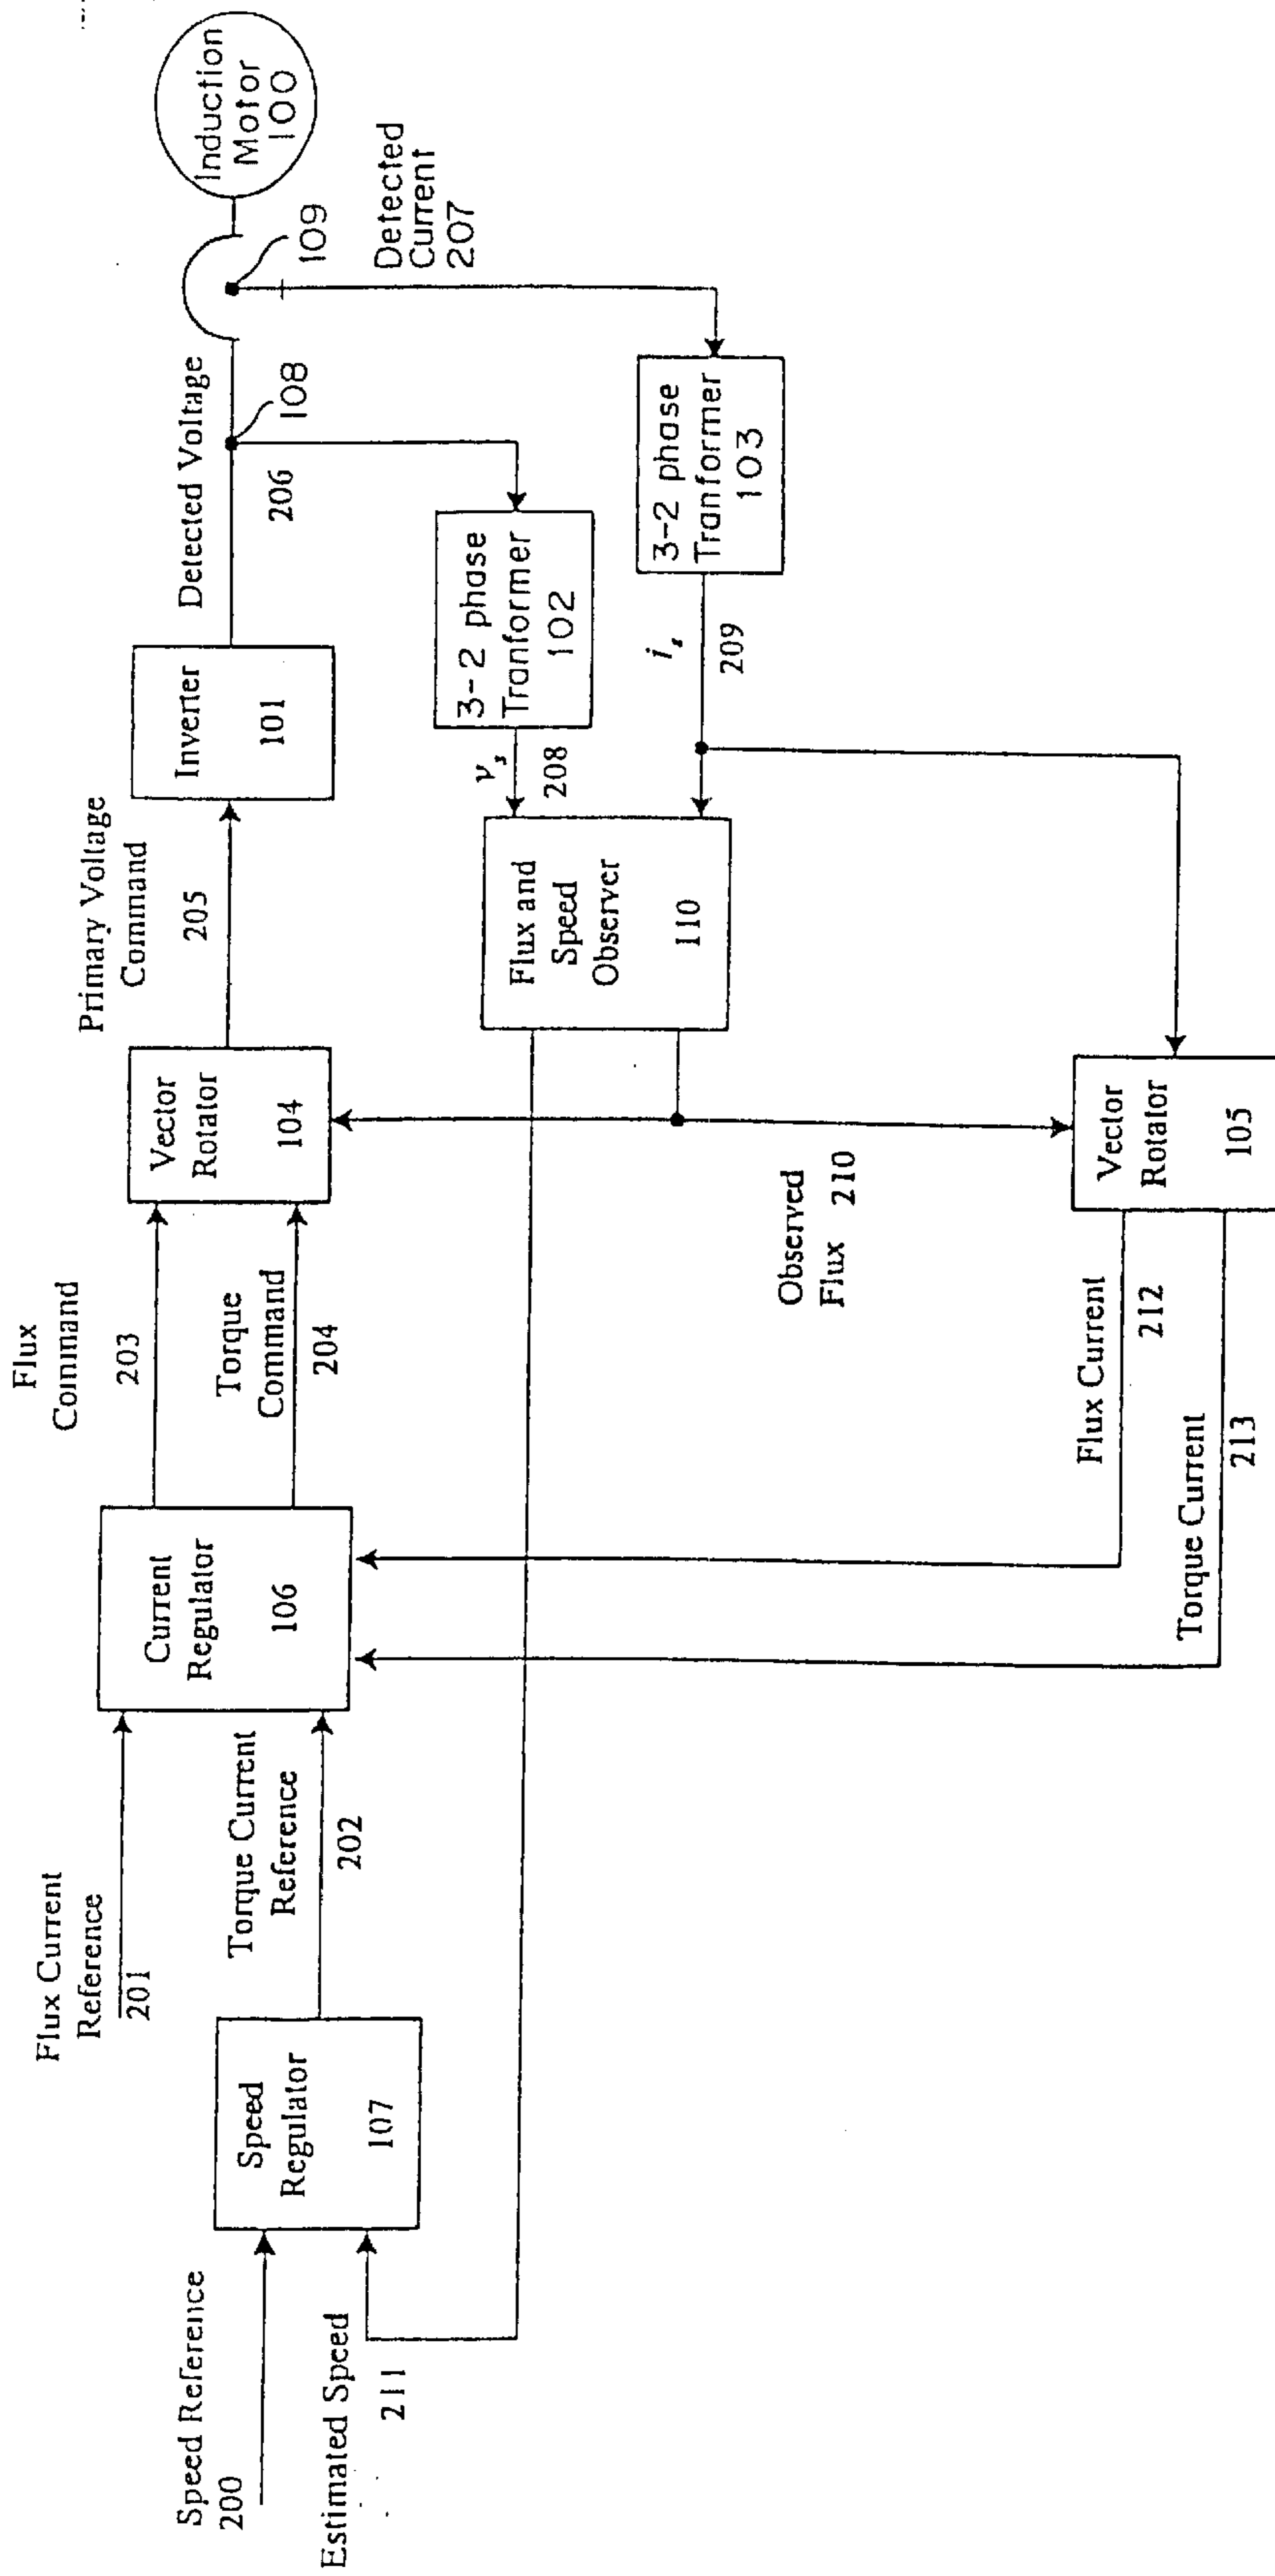 Speed Reference
200
Estimated Speed
211
Speed
Regulator
107
Flux Current
Reference
201
Torque Current
Reference
202
Current
Regulator
106
Flux
Command
203
Torque
Command
204
Vector
Rotator
104
Primary Voltage
Command
205
Inverter
101
Detected Voltage
206
108
109
Induction
Motor
100
Detected
Current
207
3-2 phase
Tranformer
102
3-2 phase
Tranformer
103
νs
208
is
209
Flux and
Speed
Observer
110
Observed
Flux 210
Vector
Rotator
105
Flux Current
212
Torque Current
213